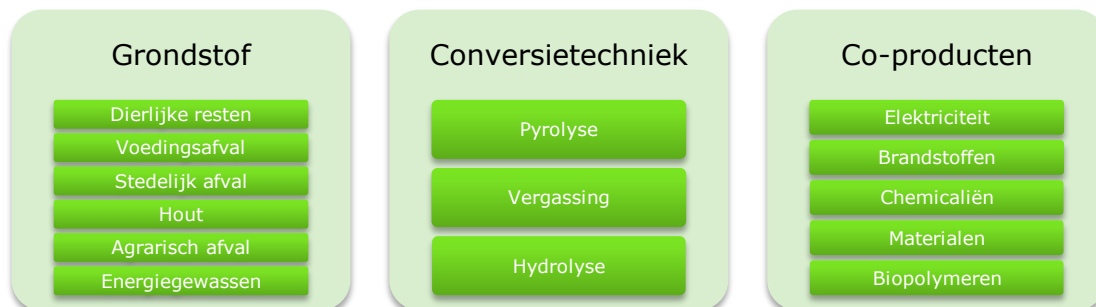 Grondstof
Dierlijke resten
Voedingsafval
Stedelijk afval
Hout
Agrarisch afval
Energiegewassen
Conversietechniek
Pyrolyse
Vergassing
Hydrolyse
Co-producten
Elektriciteit
Brandstoffen
Chemicaliën
Materialen
Biopolymeren